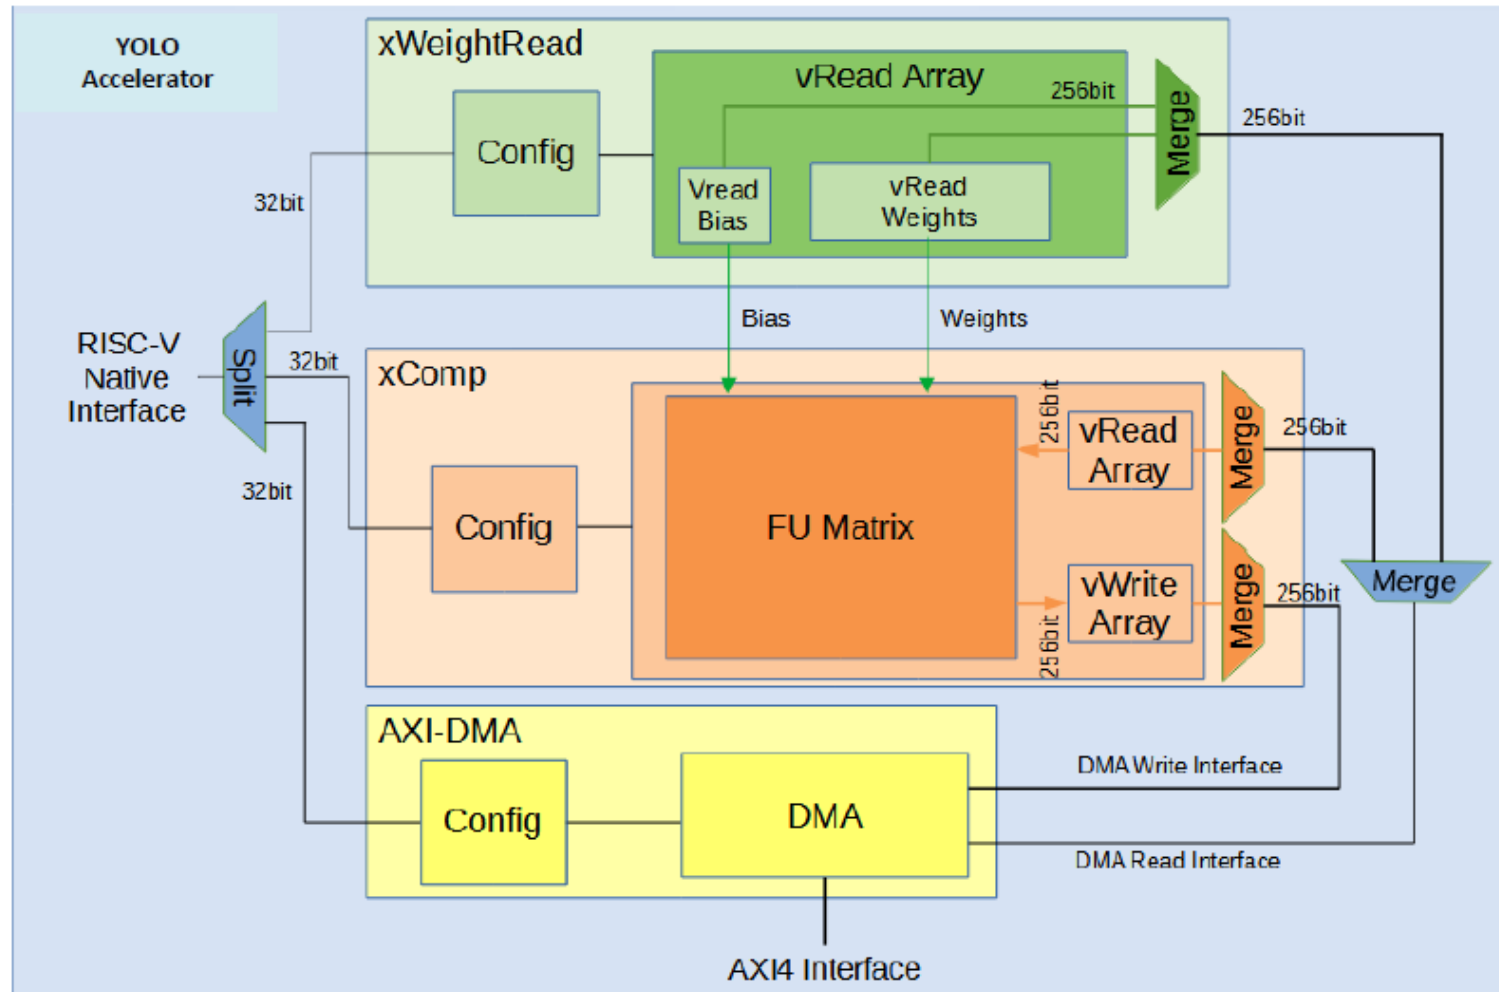 YOLO
Accelerator
xWeightRead
vRead Array
256bit
Merge
256bit
Config
Vread
Bias
vRead
Weights
32bit
Bias
Weights
RISC-V
Native
Interface
Split
32bit
32bit
xComp
Config
FU Matrix
256bit
vRead
Array
Merge
256bit
256bit
vWrite
Array
Merge
256bit
Merge
AXI-DMA
Config
DMA
DMA Write Interface
DMA Read Interface
AXI4 Interface